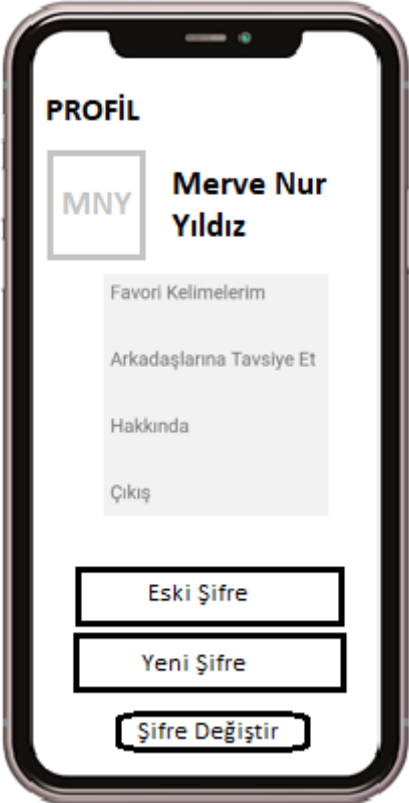 PROFİL
MNY
Merve Nur
Yıldız
Favori Kelimelerim
Arkadaşlarına Tavsiye Et
Hakkında
Çıkış
Eski Şifre
Yeni Şifre
Şifre Değiştir